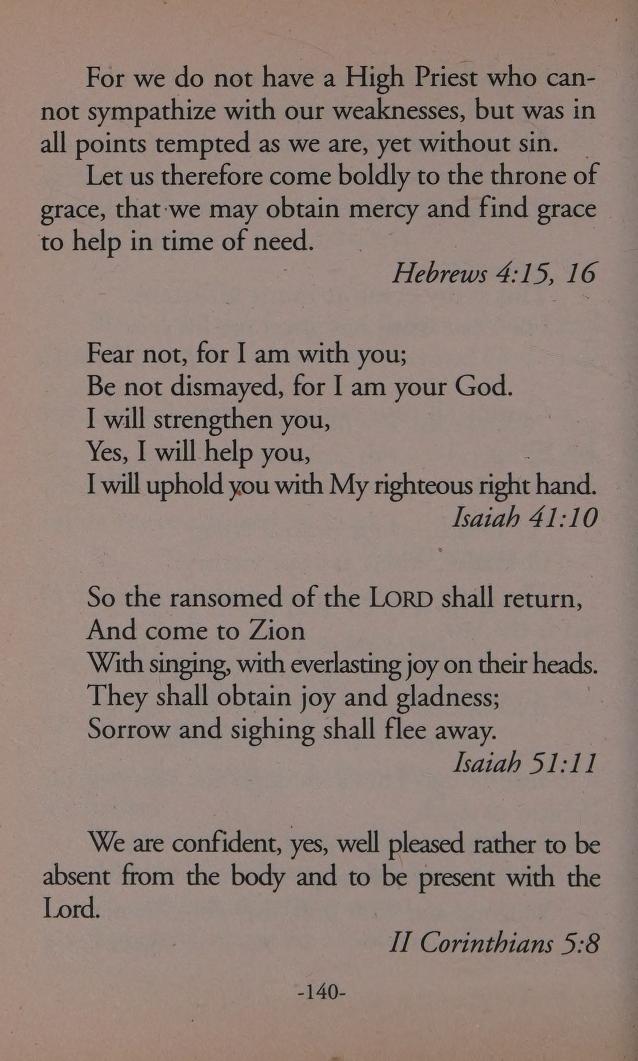 For we do not have a High Priest who can-
not sympathize with our weaknesses, but was in
all points tempted as we are, yet without sin.
Let us therefore come boldly to the throne of
grace, that we may obtain mercy and find grace
to help in time of need.
Hebrews 4:15, 16
Fear not, for I am with you;
Be not dismayed, for I am your God.
I will strengthen you,
Yes, I will help you,
I will uphold you with My righteous right hand.
Isaiah 41:10
So the ransomed of the LORD shall return,
And come to Zion
With singing, with everlasting joy on their heads.
They shall obtain joy and gladness;
Sorrow and sighing shall flee away.
Isaiah 51:11
We are confident, yes, well pleased rather to be
absent from the body and to be present with the
Lord.
II Corinthians 5:8
-140-